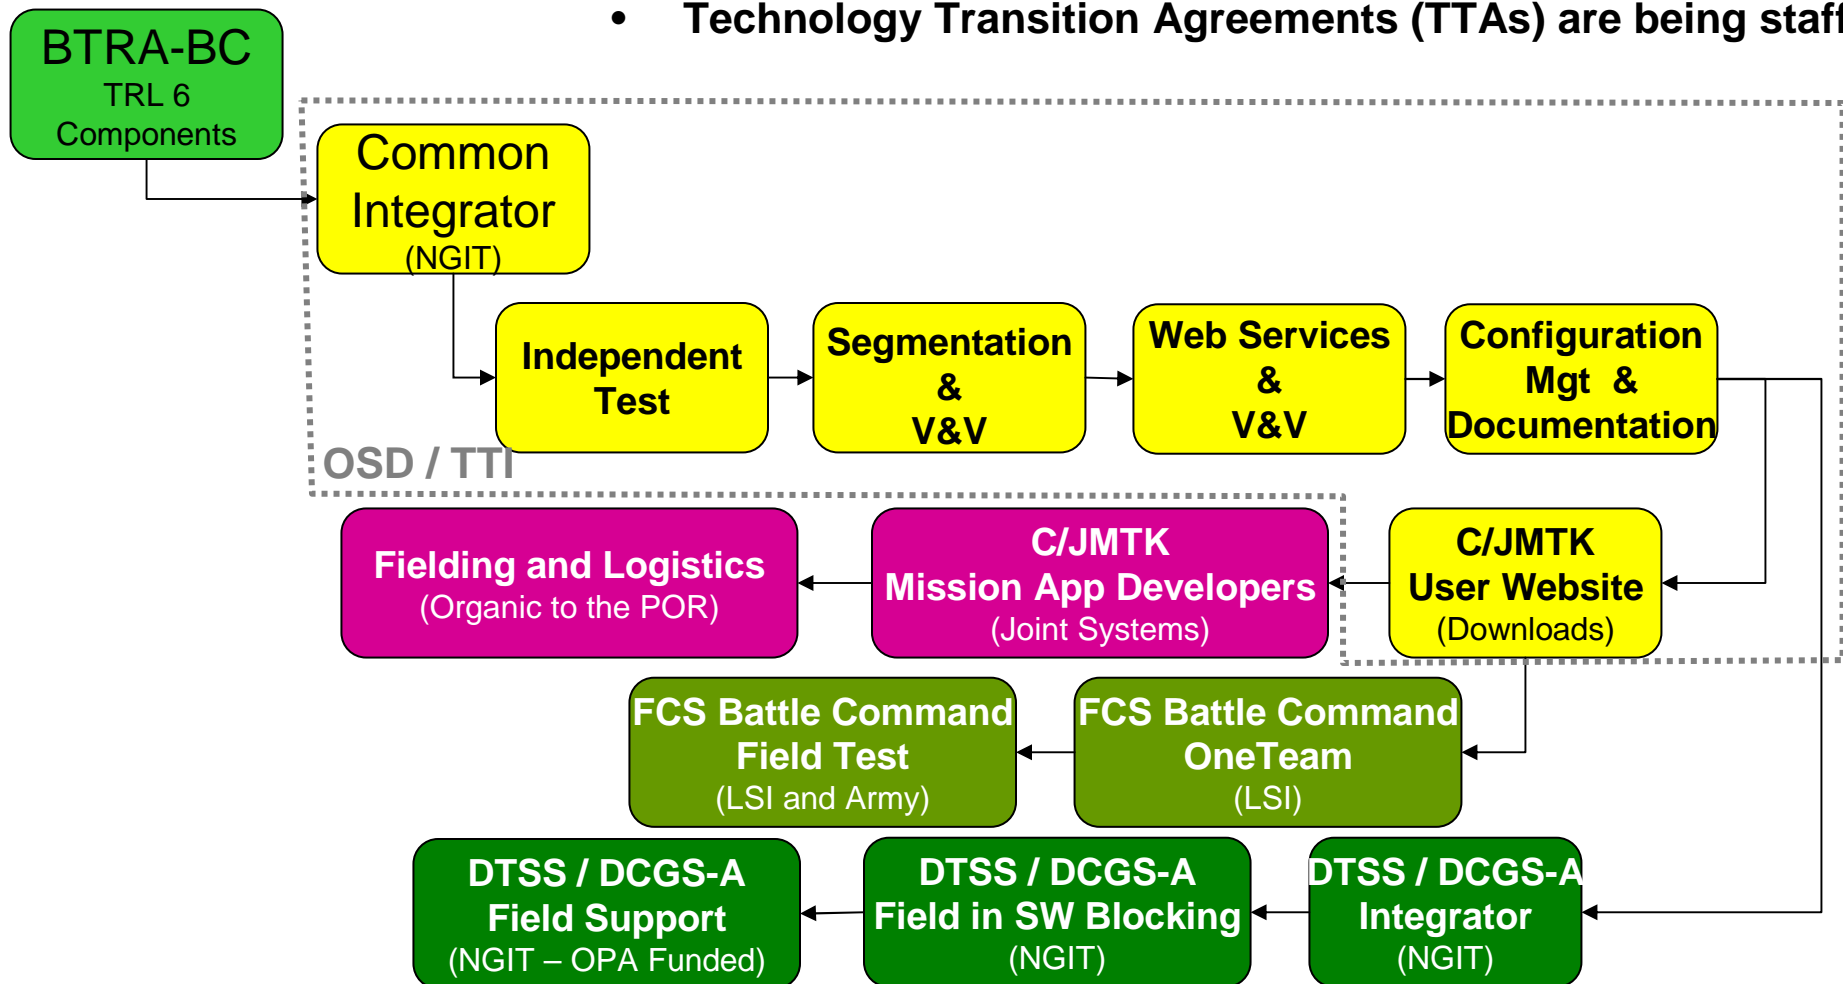 • Technology Transition Agreements (TTAs) are being
BTRA-BC
TRL 6
Components
Common
Integrator
(NGIT)
Independent
Test
Segmentation
&
V&V
Web Services
&
V&V
Configuration
Mgt &
Documentation
OSD / TTI
Fielding and Logistics
(Organic to the POR)
C/JMTK
Mission App Developers
(Joint Systems)
C/JMTK
User Website
(Downloads)
FCS Battle Command
Field Test
(LSI and Army)
FCS Battle Command
OneTeam
(LSI)
DTSS / DCGS-A
Field Support
(NGIT – OPA Funded)
DTSS / DCGS-A
Field in SW Blocking
(NGIT)
DTSS / DCGS-A
Integrator
(NGIT)